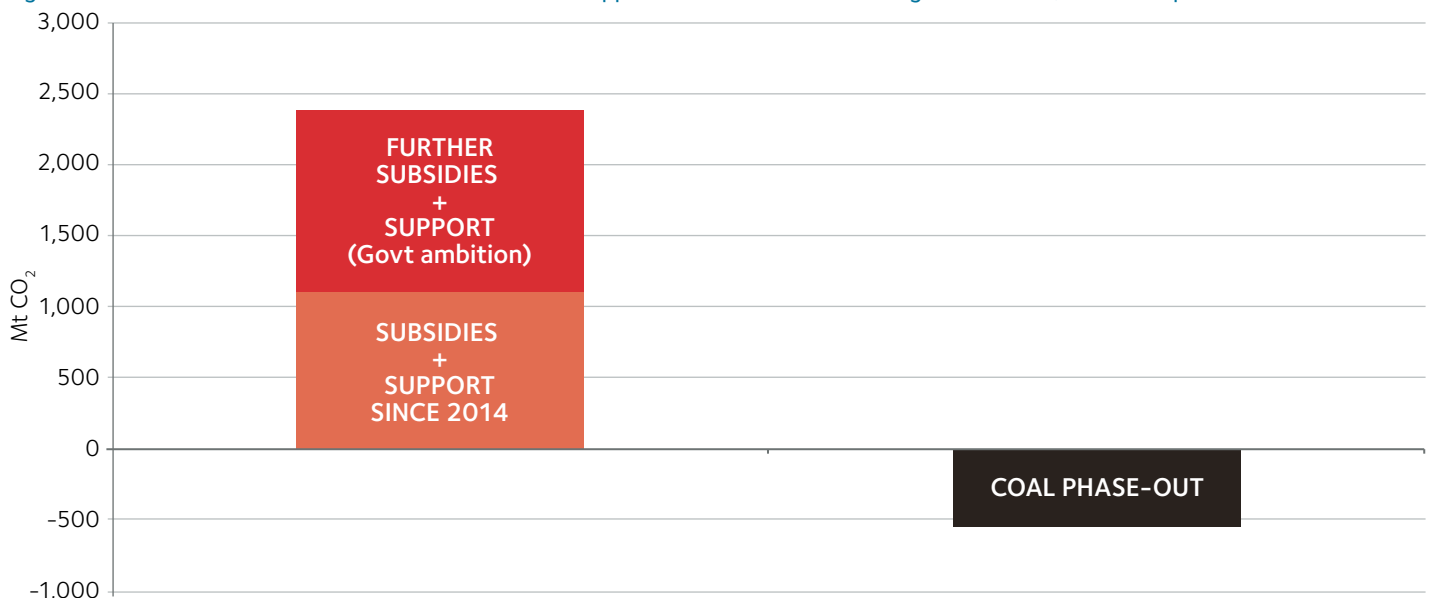 3,000
2,500
2,000
1,500
1,000
500
0
-500
-1,000
Mt CO₂
FURTHER
SUBSIDIES
+
SUPPORT
(Govt ambition)
SUBSIDIES
+
SUPPORT
SINCE 2014
COAL PHASE-OUT